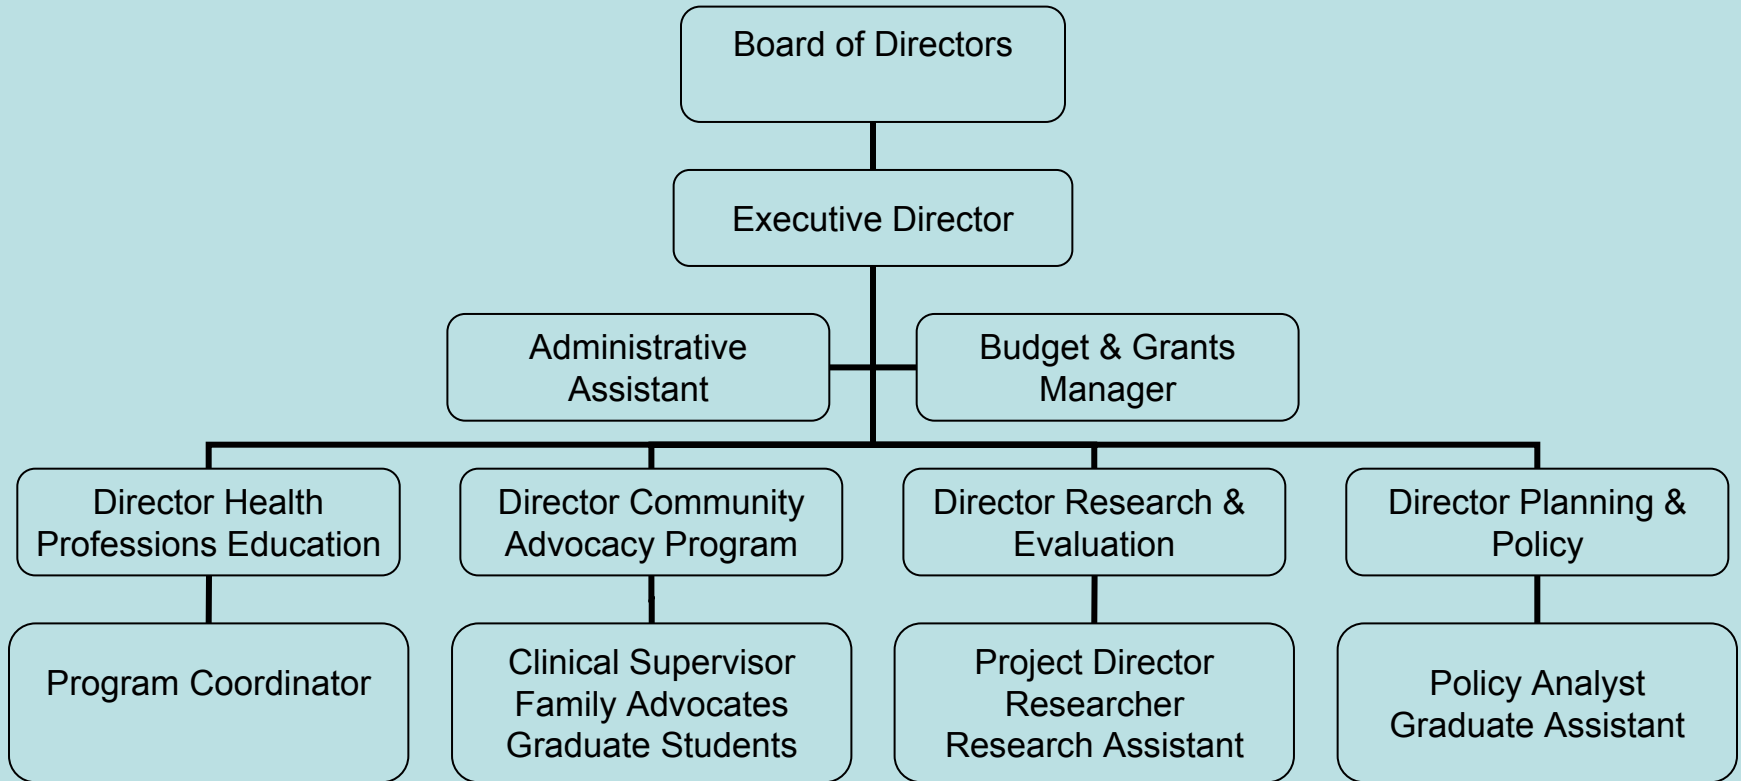 Board of Directors
Executive Director
Administrative
Assistant
Budget & Grants
Manager
Director Health
Professions Education
Director Community
Advocacy Program
Director Research &
Evaluation
Director Planning &
Policy
Program Coordinator
Clinical Supervisor
Family Advocates
Graduate Students
Project Director
Researcher
Research Assistant
Policy Analyst
Graduate Assistant